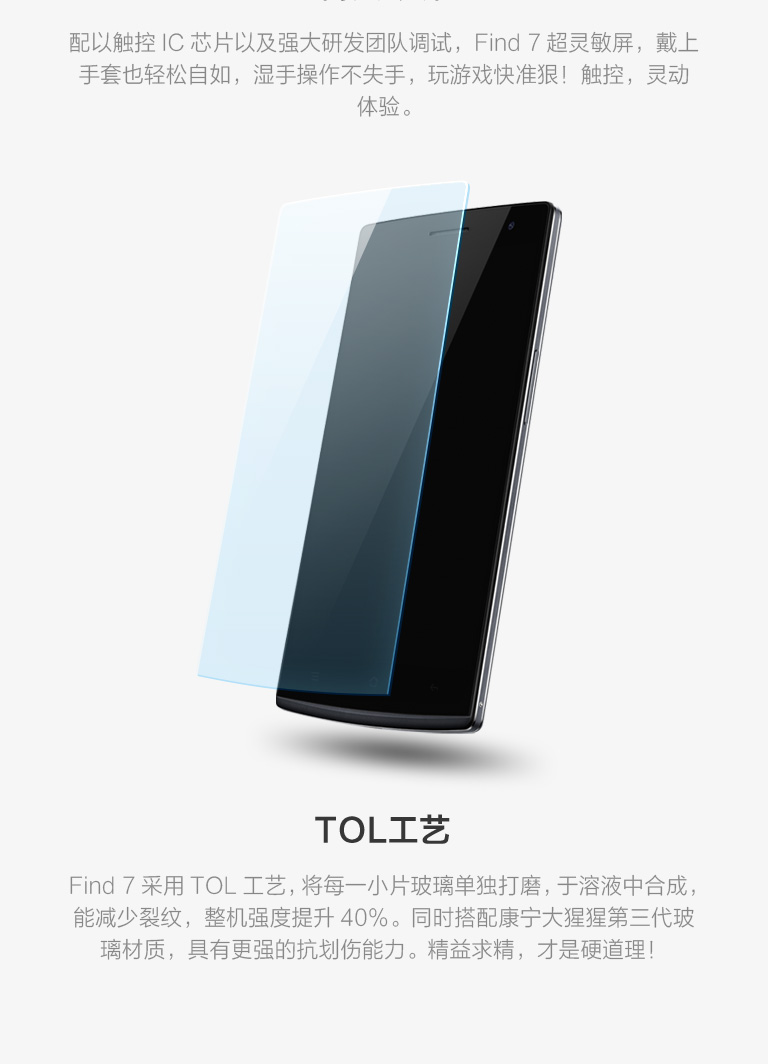 配以触控 IC 芯片以及强大研发团队调试，Find 7 超灵敏屏，戴上
手套也轻松自如，湿手操作不失手，玩游戏快准狠！触控，灵动
体验。
TOL工艺
Find 7 采用 TOL 工艺，将每一小片玻璃单独打磨，于溶液中合成，
能减少裂纹，整机强度提升 40%。同时搭配康宁大猩猩第三代玻
璃材质，具有更强的抗划伤能力。精益求精，才是硬道理！